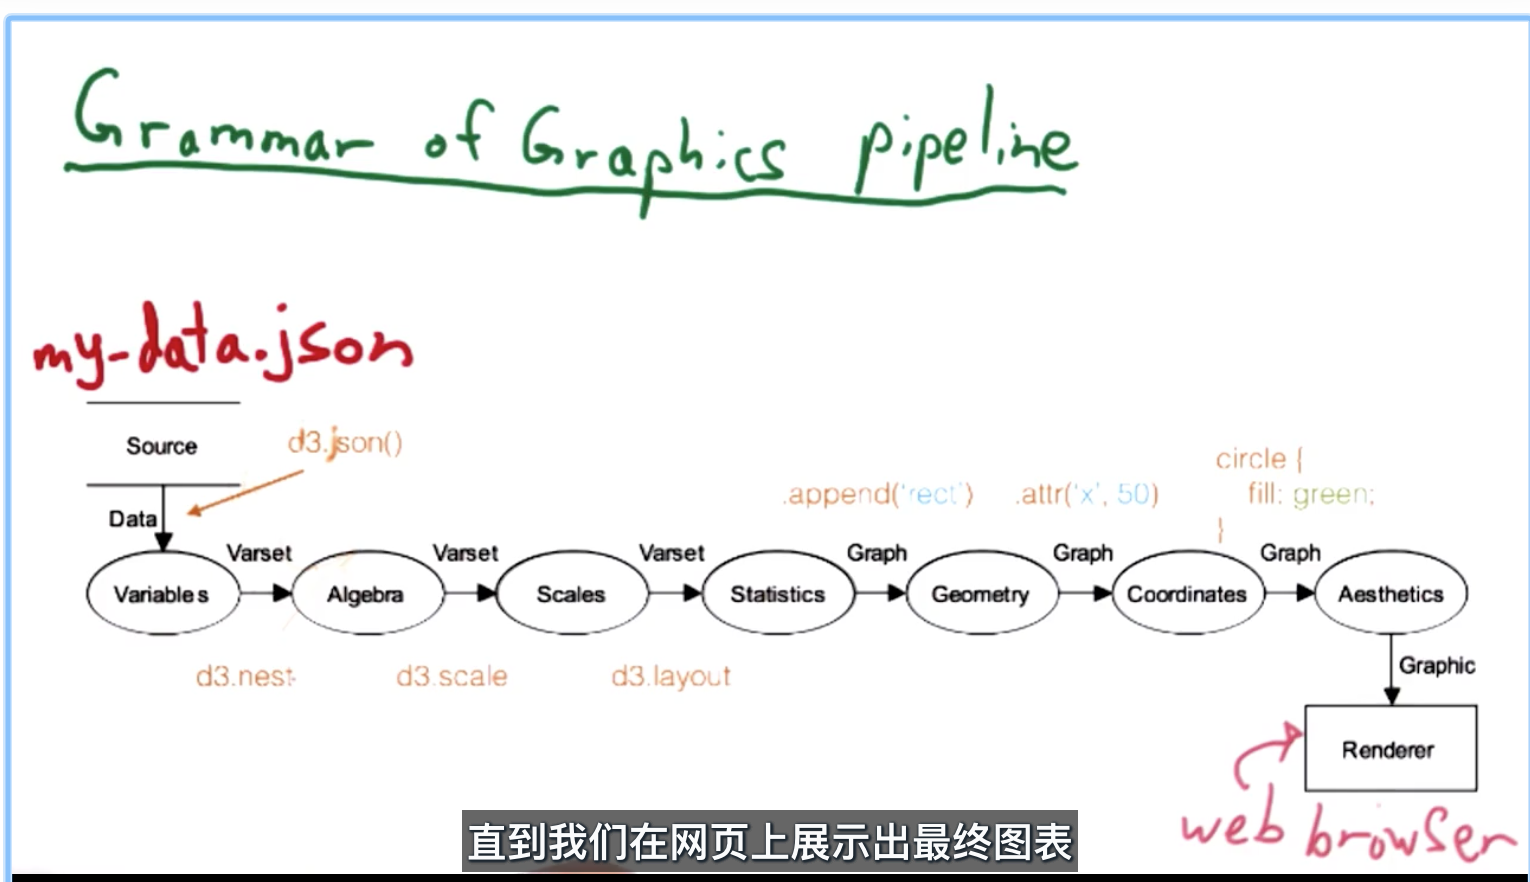 Grammar of Graphics pipeline
my-data.json
Source
d3.json()
Data
circle {
fill: green;
}
.append('rect')
.attr('x', 50)
Varset
Varset
Varset
Graph
Graph
Graph
Variables
Algebra
Scales
Statistics
Geometry
Coordinates
Aesthetics
d3.nest
d3.scale
d3.layout
Graphic
Renderer
web browser
直到我们在网页上展示出最终图表